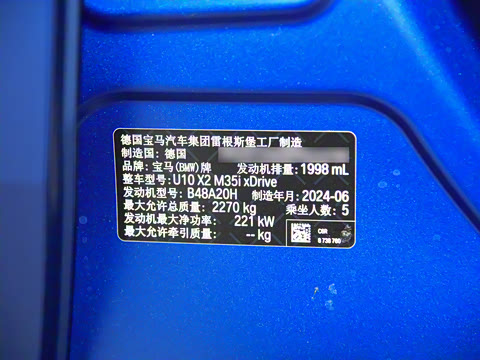 德国宝马汽车集团雷根斯堡工厂制造
制造国: 德国
品牌: 宝马(BMW)牌 发动机排量: 1998 mL
整车型号: U10 X2 M35i xDrive
发动机型号: B48A20H 制造年月: 2024-06
最大允许总质量: 2270 kg 乘坐人数: 5
发动机最大净功率: 221 kW
最大允许牵引质量: -- kg